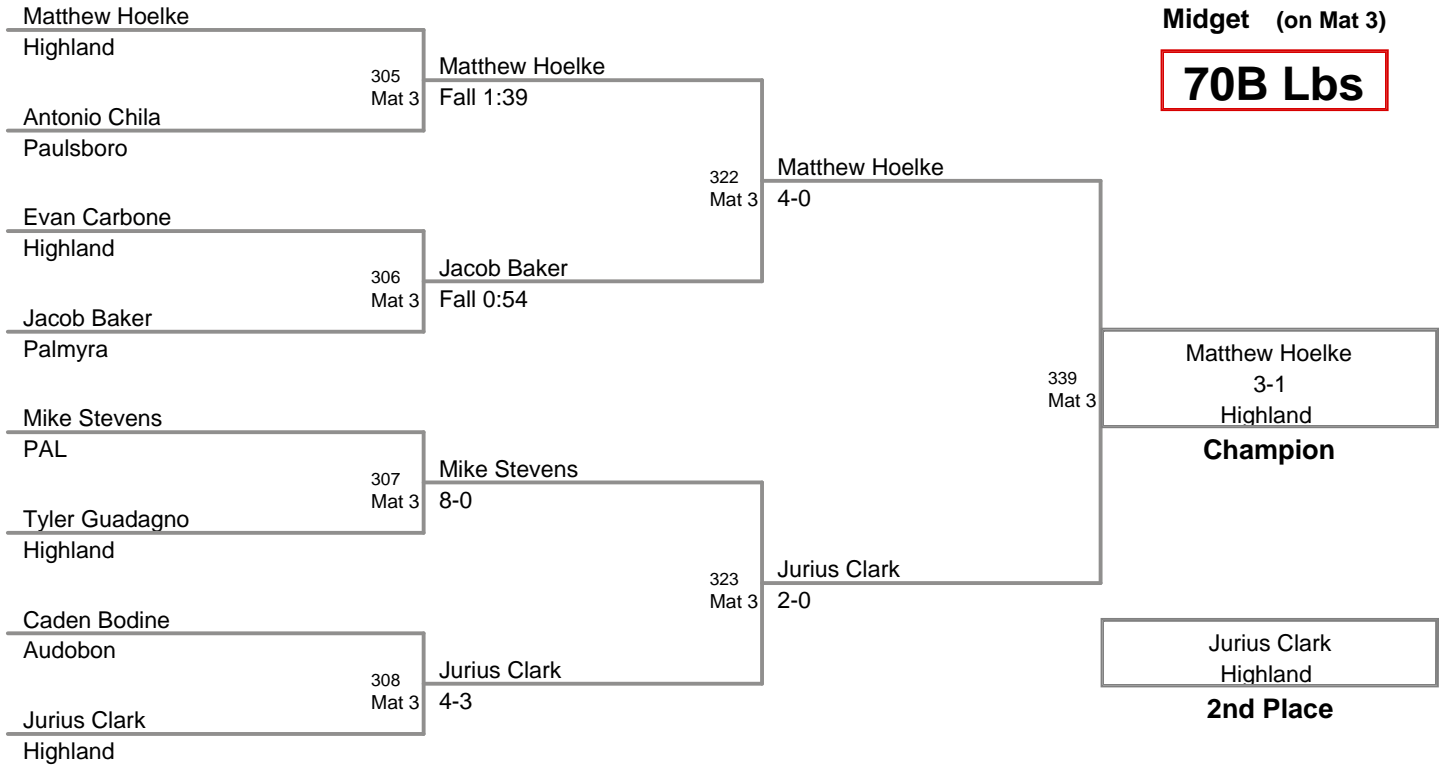 Midget (on Mat 3)
70B Lbs
Matthew Hoelke
Highland
305
Mat 3
Antonio Chila
Paulsboro
Matthew Hoelke
Fall 1:39
Evan Carbone
Highland
306
Mat 3
Jacob Baker
Palmyra
Jacob Baker
Fall 0:54
322
Mat 3
Matthew Hoelke
4-0
Mike Stevens
PAL
307
Mat 3
Tyler Guadagno
Highland
Mike Stevens
8-0
Caden Bodine
Audobon
308
Mat 3
Jurius Clark
Highland
Jurius Clark
4-3
323
Mat 3
Jurius Clark
2-0
339
Mat 3
Matthew Hoelke
3-1
Highland
Champion
Jurius Clark
Highland
2nd Place